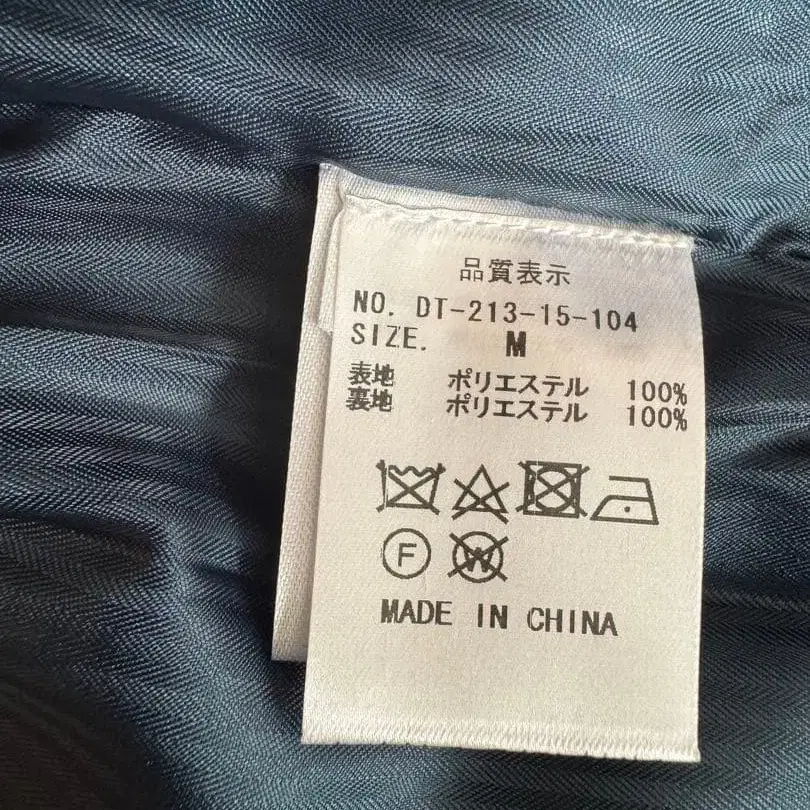 品質表示
NO. DT-213-15-104
SIZE. M
表地 ポリエステル 100%
裏地 ポリエステル 100%
F W
MADE IN CHINA